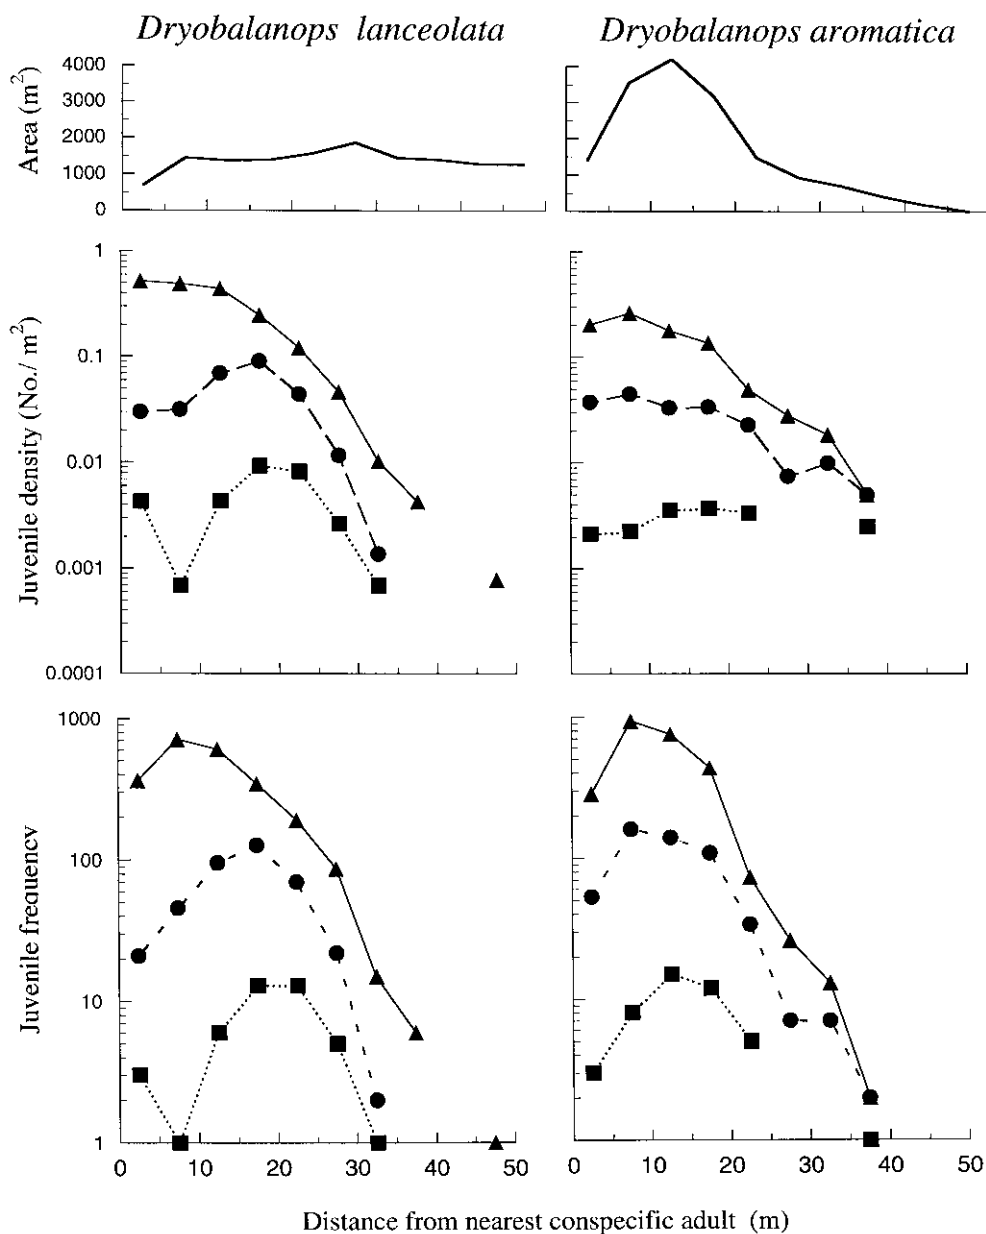 Dryobalanops lanceolata
Dryobalanops aromatica
Area (m²)
4000
3000
2000
1000
0
Juvenile density (No./ m²)
1
0.1
0.01
0.001
0.0001
Juvenile frequency
1000
100
10
1
0 10 20 30 40 50
0 10 20 30 40 50
Distance from nearest conspecific adult (m)